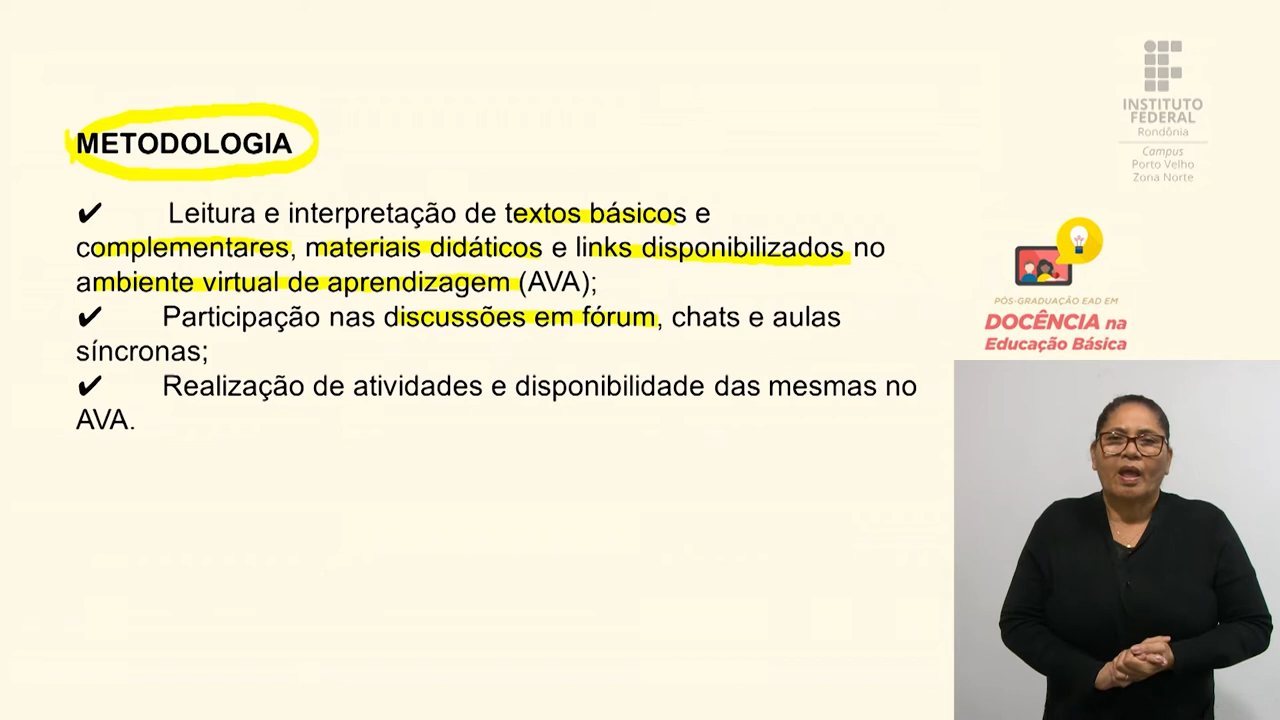 METODOLOGIA
✔ Leitura e interpretação de textos básicos e
complementares, materiais didáticos e links disponibilizados no
ambiente virtual de aprendizagem (AVA);
✔ Participação nas discussões em fórum, chats e aulas
síncronas;
✔ Realização de atividades e disponibilidade das mesmas no
AVA.
INSTITUTO
FEDERAL
Rondônia
Campus
Porto Velho
Zona Norte
PÓS-GRADUAÇÃO EAD EM
DOCÊNCIA na
Educação Básica